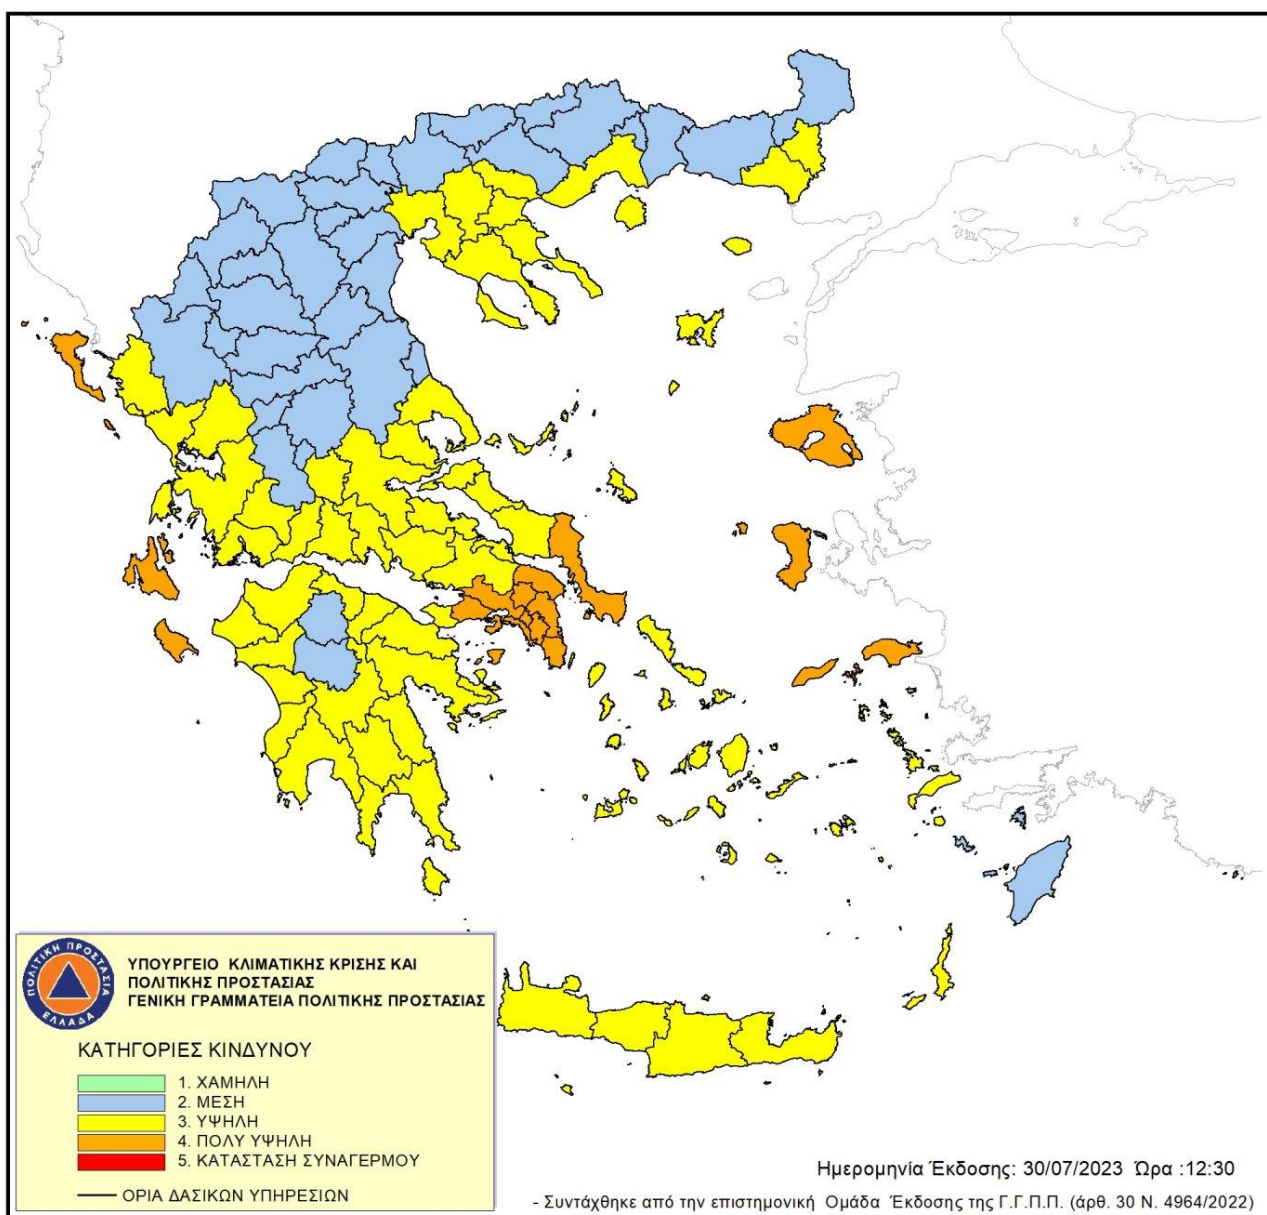 ΠΟΛΙΤΙΚΗ ΠΡΟΣΤΑΣΙΑ
ΕΛΛΑΔΑ
ΥΠΟΥΡΓΕΙΟ ΚΛΙΜΑΤΙΚΗΣ ΚΡΙΣΗΣ ΚΑΙ
ΠΟΛΙΤΙΚΗΣ ΠΡΟΣΤΑΣΙΑΣ
ΓΕΝΙΚΗ ΓΡΑΜΜΑΤΕΙΑ ΠΟΛΙΤΙΚΗΣ ΠΡΟΣΤΑΣΙΑΣ
ΚΑΤΗΓΟΡΙΕΣ ΚΙΝΔΥΝΟΥ
1. ΧΑΜΗΛΗ
2. ΜΕΣΗ
3. ΥΨΗΛΗ
4. ΠΟΛΥ ΥΨΗΛΗ
5. ΚΑΤΑΣΤΑΣΗ ΣΥΝΑΓΕΡΜΟΥ
ΟΡΙΑ ΔΑΣΙΚΩΝ ΥΠΗΡΕΣΙΩΝ
Ημερομηνία Έκδοσης: 30/07/2023 Ώρα :12:30
- Συντάχθηκε από την επιστημονική Ομάδα Έκδοσης της Γ.Γ.Π.Π. (άρθ. 30 Ν. 4964/2022)